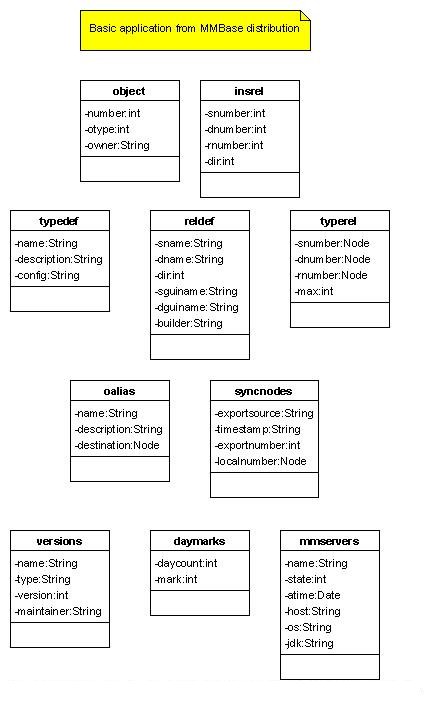 Basic application from MMBase distribution
object
-number:int
-otype:int
-owner:String
insrel
-snumber:int
-dnumber:int
-rnumber:int
-dir:int
typedef
-name:String
-description:String
-config:String
reldef
-sname:String
-dname:String
-dir:int
-sguiname:String
-dguiname:String
-builder:String
typerel
-snumber:Node
-dnumber:Node
-rnumber:Node
-max:int
oalias
-name:String
-description:String
-destination:Node
syncnodes
-exportsource:String
-timestamp:String
-exportnumber:int
-localnumber:Node
versions
-name:String
-type:String
-version:int
-maintainer:String
daymarks
-daycount:int
-mark:int
mmservers
-name:String
-state:int
-atime:Date
-host:String
-os:String
-jdk:String